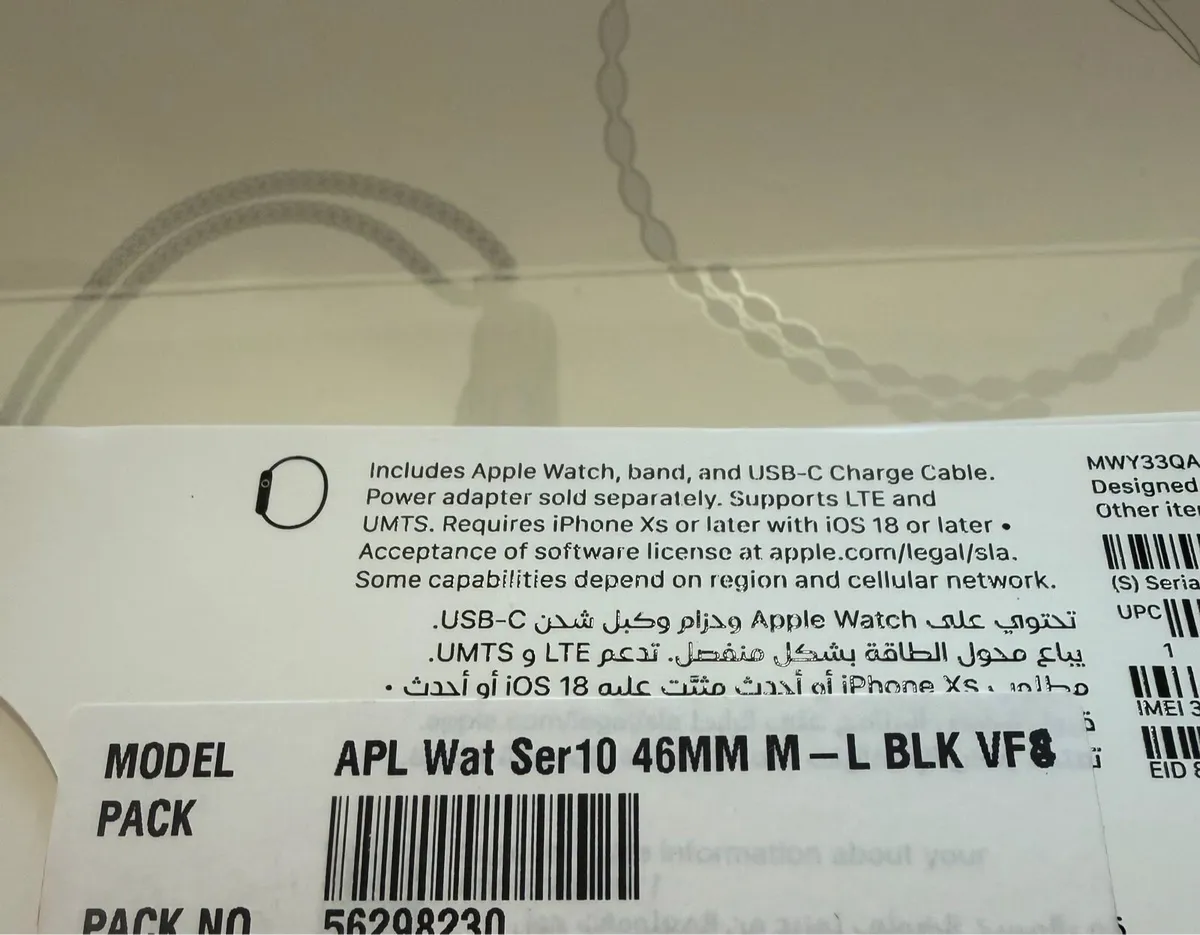 Includes Apple Watch, band, and USB-C Charge Cable.
Power adapter sold separately. Supports LTE and
UMTS. Requires iPhone Xs or later with iOS 18 or later •
Acceptance of software license at apple.com/legal/sla.
Some capabilities depend on region and cellular network.
تحتوي على Apple Watch وحزام وكبل شحن USB-C.
يباع محول الطاقة بشكل منفصل. تدعم LTE و UMTS.
iPhone Xs أو أحدث مثبّت عليه iOS 18 أو أحدث •
MWY33QA
Designed
Other
(S)
UPC
1
IMEI
EID
MODEL APL Wat Ser10 46MM M-L BLK
PACK
PACK NO 56298230
information about your